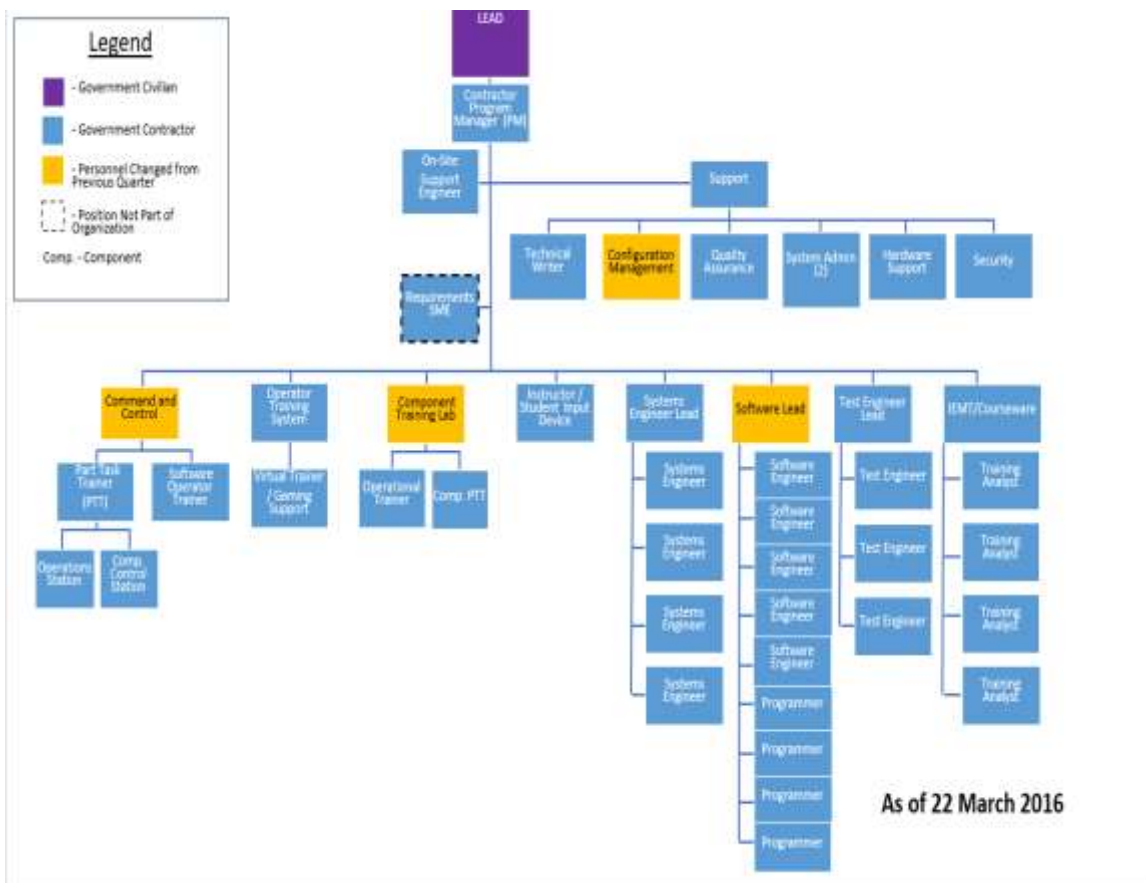 LEAD
Legend
- Government Civilian
- Government Contractor
- Personnel Changed from
Previous Quarter
- Position Not Part of
Organization
Comp. - Component
Contractor
Program
Manager (PM)
On-Site
Support
Engineer
Support
Technical
Writer
Configuration
Management
Quality
Assurance
System Admin
(2)
Hardware
Support
Security
Requirements
SME
Command and
Control
Operator
Training
System
Component
Training Lab
Instructor /
Student Input
Device
Systems
Engineer Lead
Software Lead
Test Engineer
Lead
IEMT/Courseware
Part Task
Trainer
(PTT)
Software
Operator
Trainer
Virtual Trainer
/ Gaming
Support
Operational
Trainer
Comp. PTT
Operations
Station
Comp.
Control
Station
Systems
Engineer
Systems
Engineer
Systems
Engineer
Systems
Engineer
Software
Engineer
Software
Engineer
Software
Engineer
Software
Engineer
Software
Engineer
Programmer
Programmer
Programmer
Programmer
Test Engineer
Test Engineer
Test Engineer
Training
Analyst
Training
Analyst
Training
Analyst
Training
Analyst
As of 22 March 2016